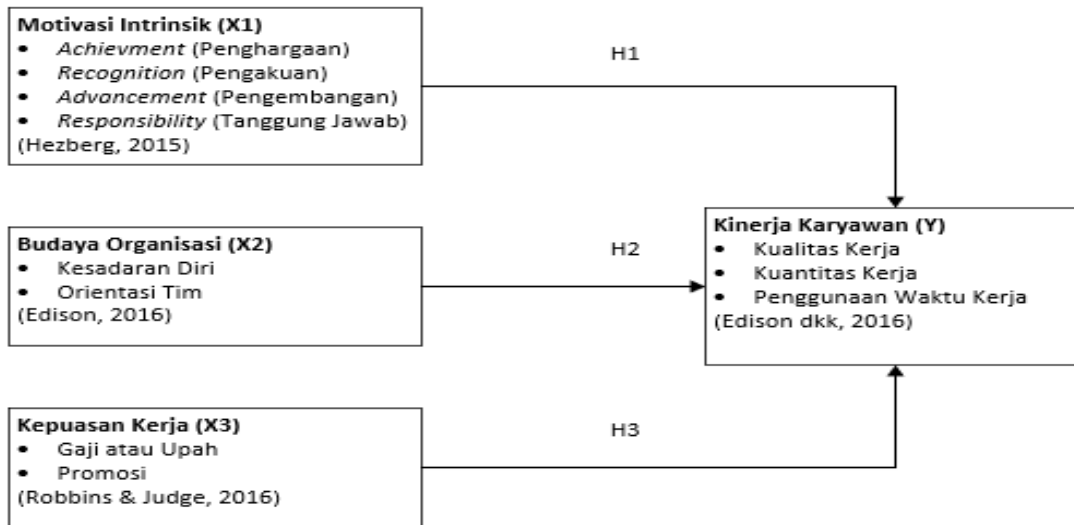 Motivasi Intrinsik (X1)
• Achievment (Penghargaan)
• Recognition (Pengakuan)
• Advancement (Pengembangan)
• Responsibility (Tanggung Jawab)
(Hezberg, 2015)
H1
Budaya Organisasi (X2)
• Kesadaran Diri
• Orientasi Tim
(Edison, 2016)
H2
Kinerja Karyawan (Y)
• Kualitas Kerja
• Kuantitas Kerja
• Penggunaan Waktu Kerja
(Edison dkk, 2016)
Kepuasan Kerja (X3)
• Gaji atau Upah
• Promosi
(Robbins & Judge, 2016)
H3